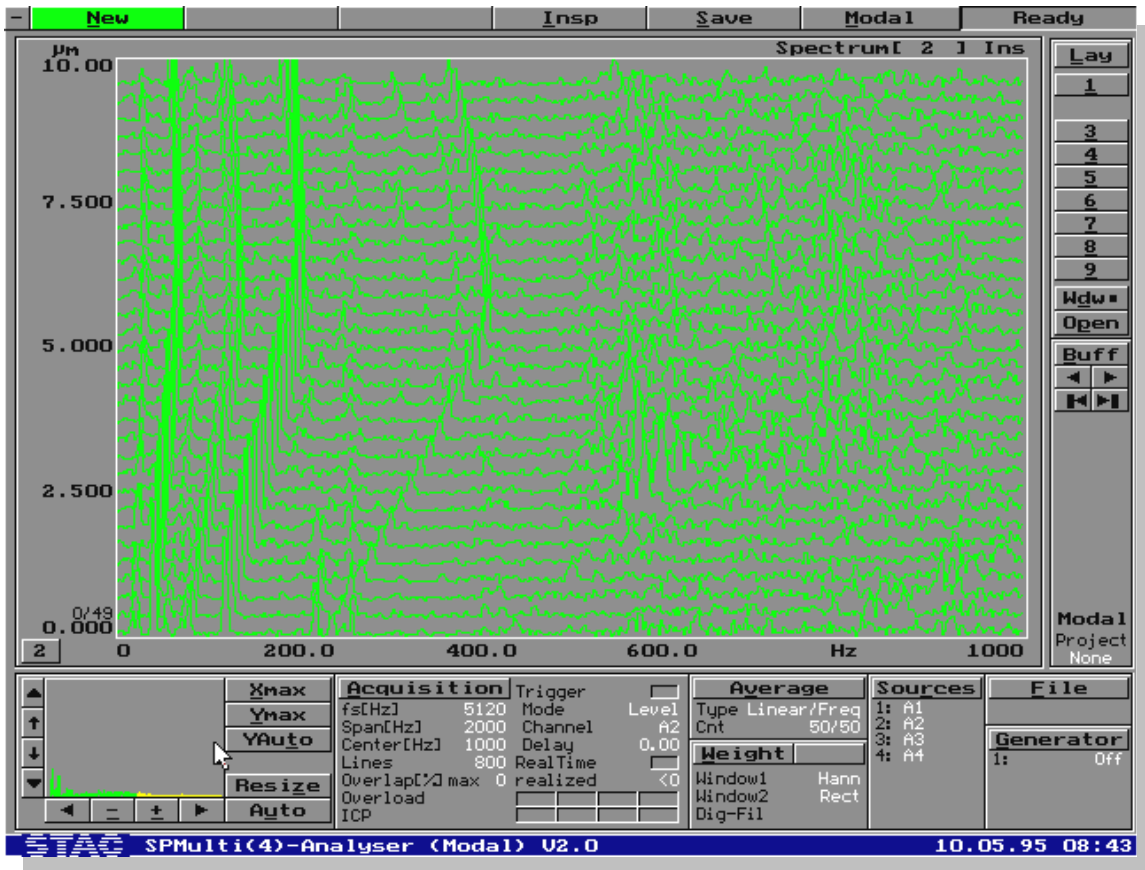 - New Insp Save Modal Ready
µm
10.00
Spectrum[ 2 ] Ins
7.500
5.000
2.500
0/49
0.000
2 0 200.0 400.0 600.0 Hz 1000
Lay
1
3
4
5
6
7
8
9
Wdw
Open
Buff
Modal
Project
None
Xmax
Ymax
YAuto
Resize
Auto
- +
Acquisition
fs[Hz] 5120
Span[Hz] 2000
Center[Hz] 1000
Lines 800
Overlap[%] max 0 realized <0
Overload
ICP
Trigger
Mode Level
Channel A2
Delay 0.00
RealTime
Average
Type Linear/Freq
Cnt 50/50
Weight
Window1 Hann
Window2 Rect
Dig-Fil
Sources
1: A1
2: A2
3: A3
4: A4
File
Generator
1: Off
STAC SPMulti(4)-Analyser (Modal) V2.0 10.05.95 08:43